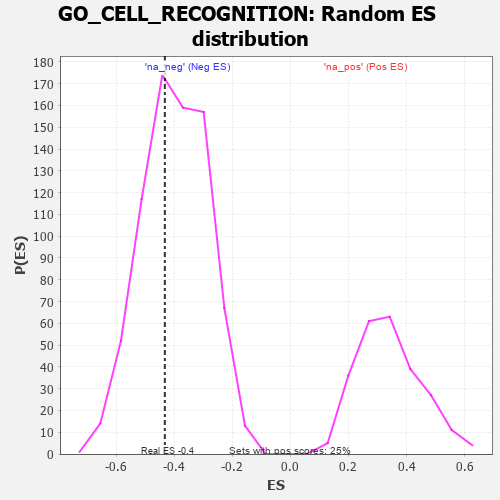 GO_CELL_RECOGNITION: Random ES
distribution
'na_neg' (Neg ES)
'na_pos' (Pos ES)
180
170
160
150
140
130
120
110
100
90
80
70
60
50
40
30
20
10
0
P(ES)
Real ES -0.4
Sets with pos scores: 25%
-0.6 -0.4 -0.2 0.0 0.2 0.4 0.6
ES